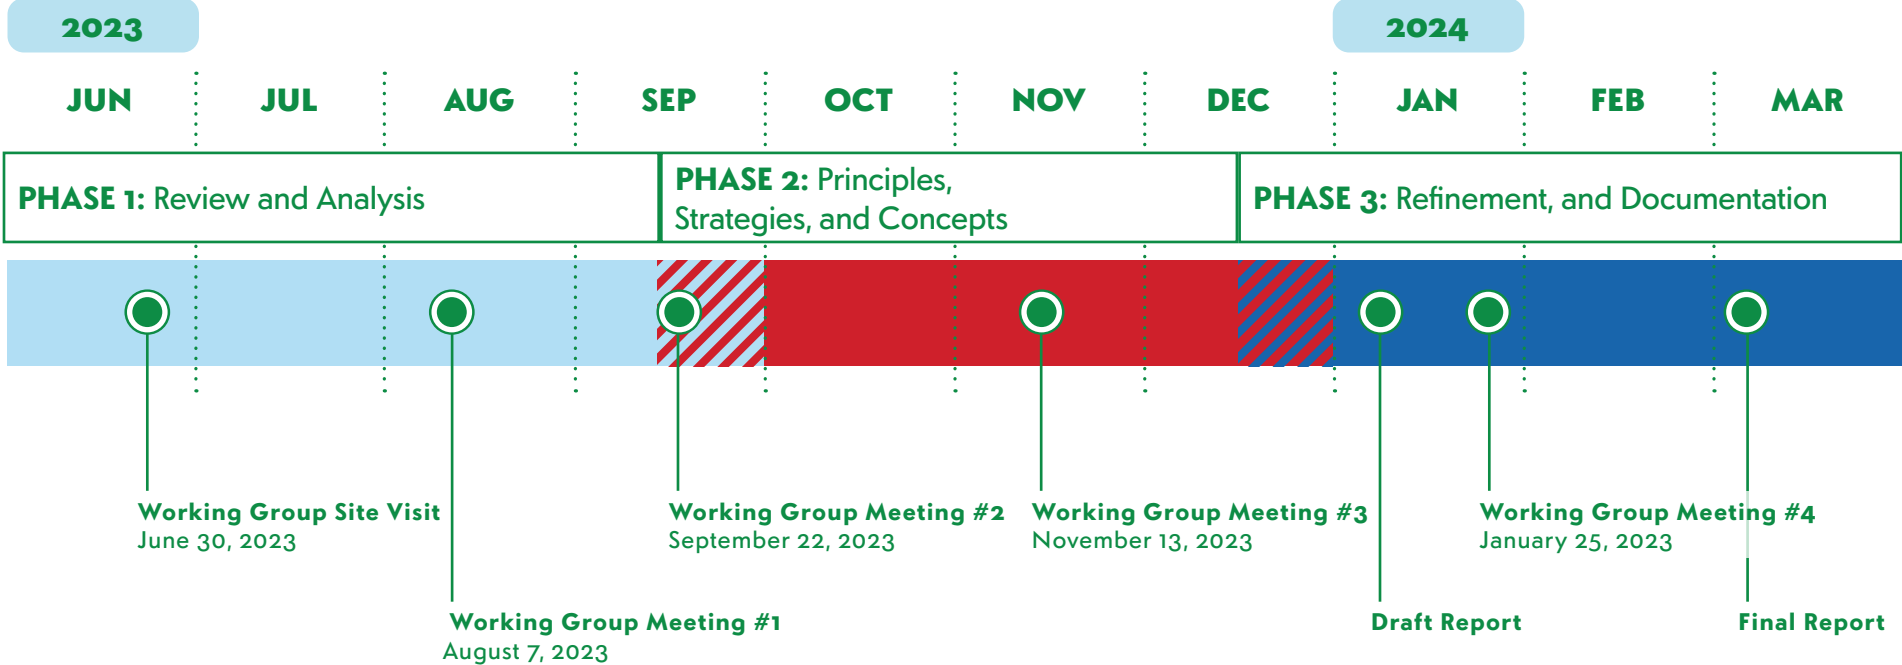 2023
2024
JUN
JUL
AUG
SEP
OCT
NOV
DEC
JAN
FEB
MAR
PHASE 1: Review and Analysis
PHASE 2: Principles,
Strategies, and Concepts
PHASE 3: Refinement, and Documentation
Working Group Site Visit
June 30, 2023
Working Group Meeting #2
September 22, 2023
Working Group Meeting #3
November 13, 2023
Working Group Meeting #4
January 25, 2023
Working Group Meeting #1
August 7, 2023
Draft Report
Final Report